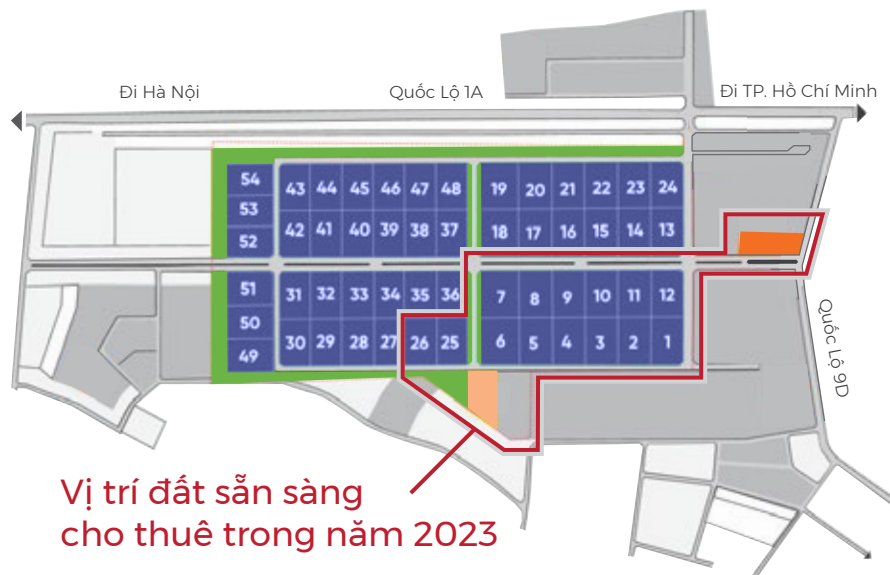 Đi Hà Nội Quốc Lộ 1A Đi TP. Hồ Chí Minh
54 43 44 45 46 47 48 19 20 21 22 23 24
53
52 42 41 40 39 38 37 18 17 16 15 14 13
51 31 32 33 34 35 36 7 8 9 10 11 12
50
49 30 29 28 27 26 25 6 5 4 3 2 1
Quốc Lộ 9D
Vị trí đất sẵn sàng
cho thuê trong năm 2023